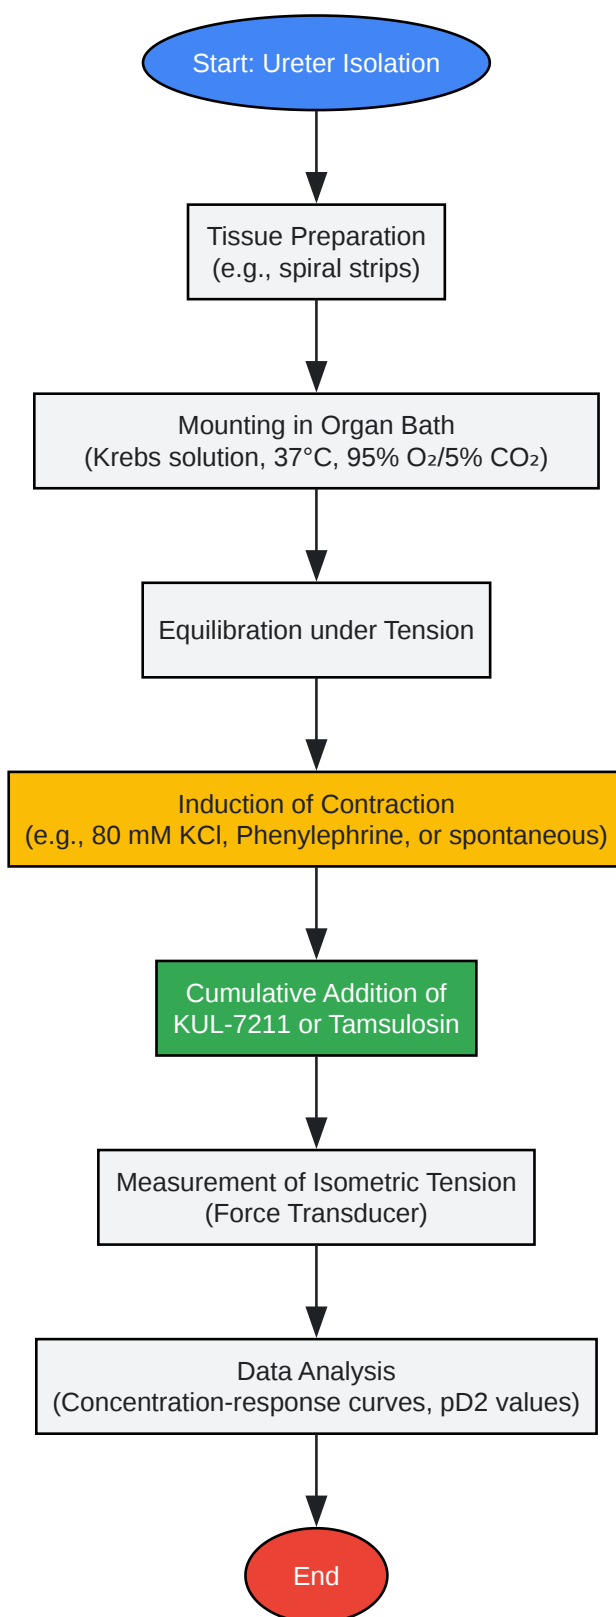 Start: Ureter Isolation
Tissue Preparation
(e.g., spiral strips)
Mounting in Organ Bath
(Krebs solution, 37°C, 95% O₂/5% CO₂)
Equilibration under Tension
Induction of Contraction
(e.g., 80 mM KCl, Phenylephrine, or spontaneous)
Cumulative Addition of
KUL-7211 or Tamsulosin
Measurement of Isometric Tension
(Force Transducer)
Data Analysis
(Concentration-response curves, pD2 values)
End